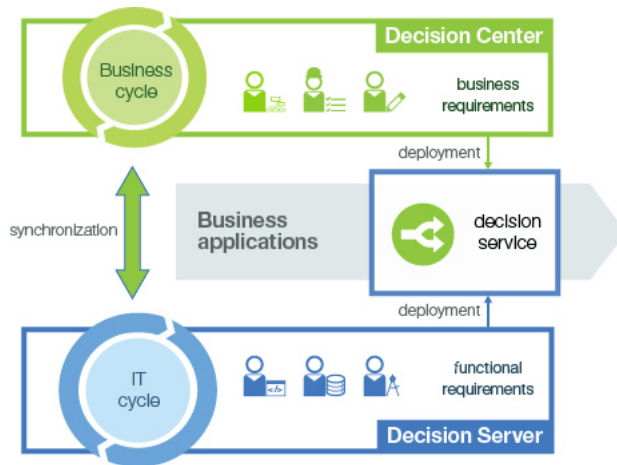 Decision Center
Business
cycle
business
requirements
deployment
synchronization
Business
applications
decision
service
deployment
IT
cycle
</>
functional
requirements
Decision Server